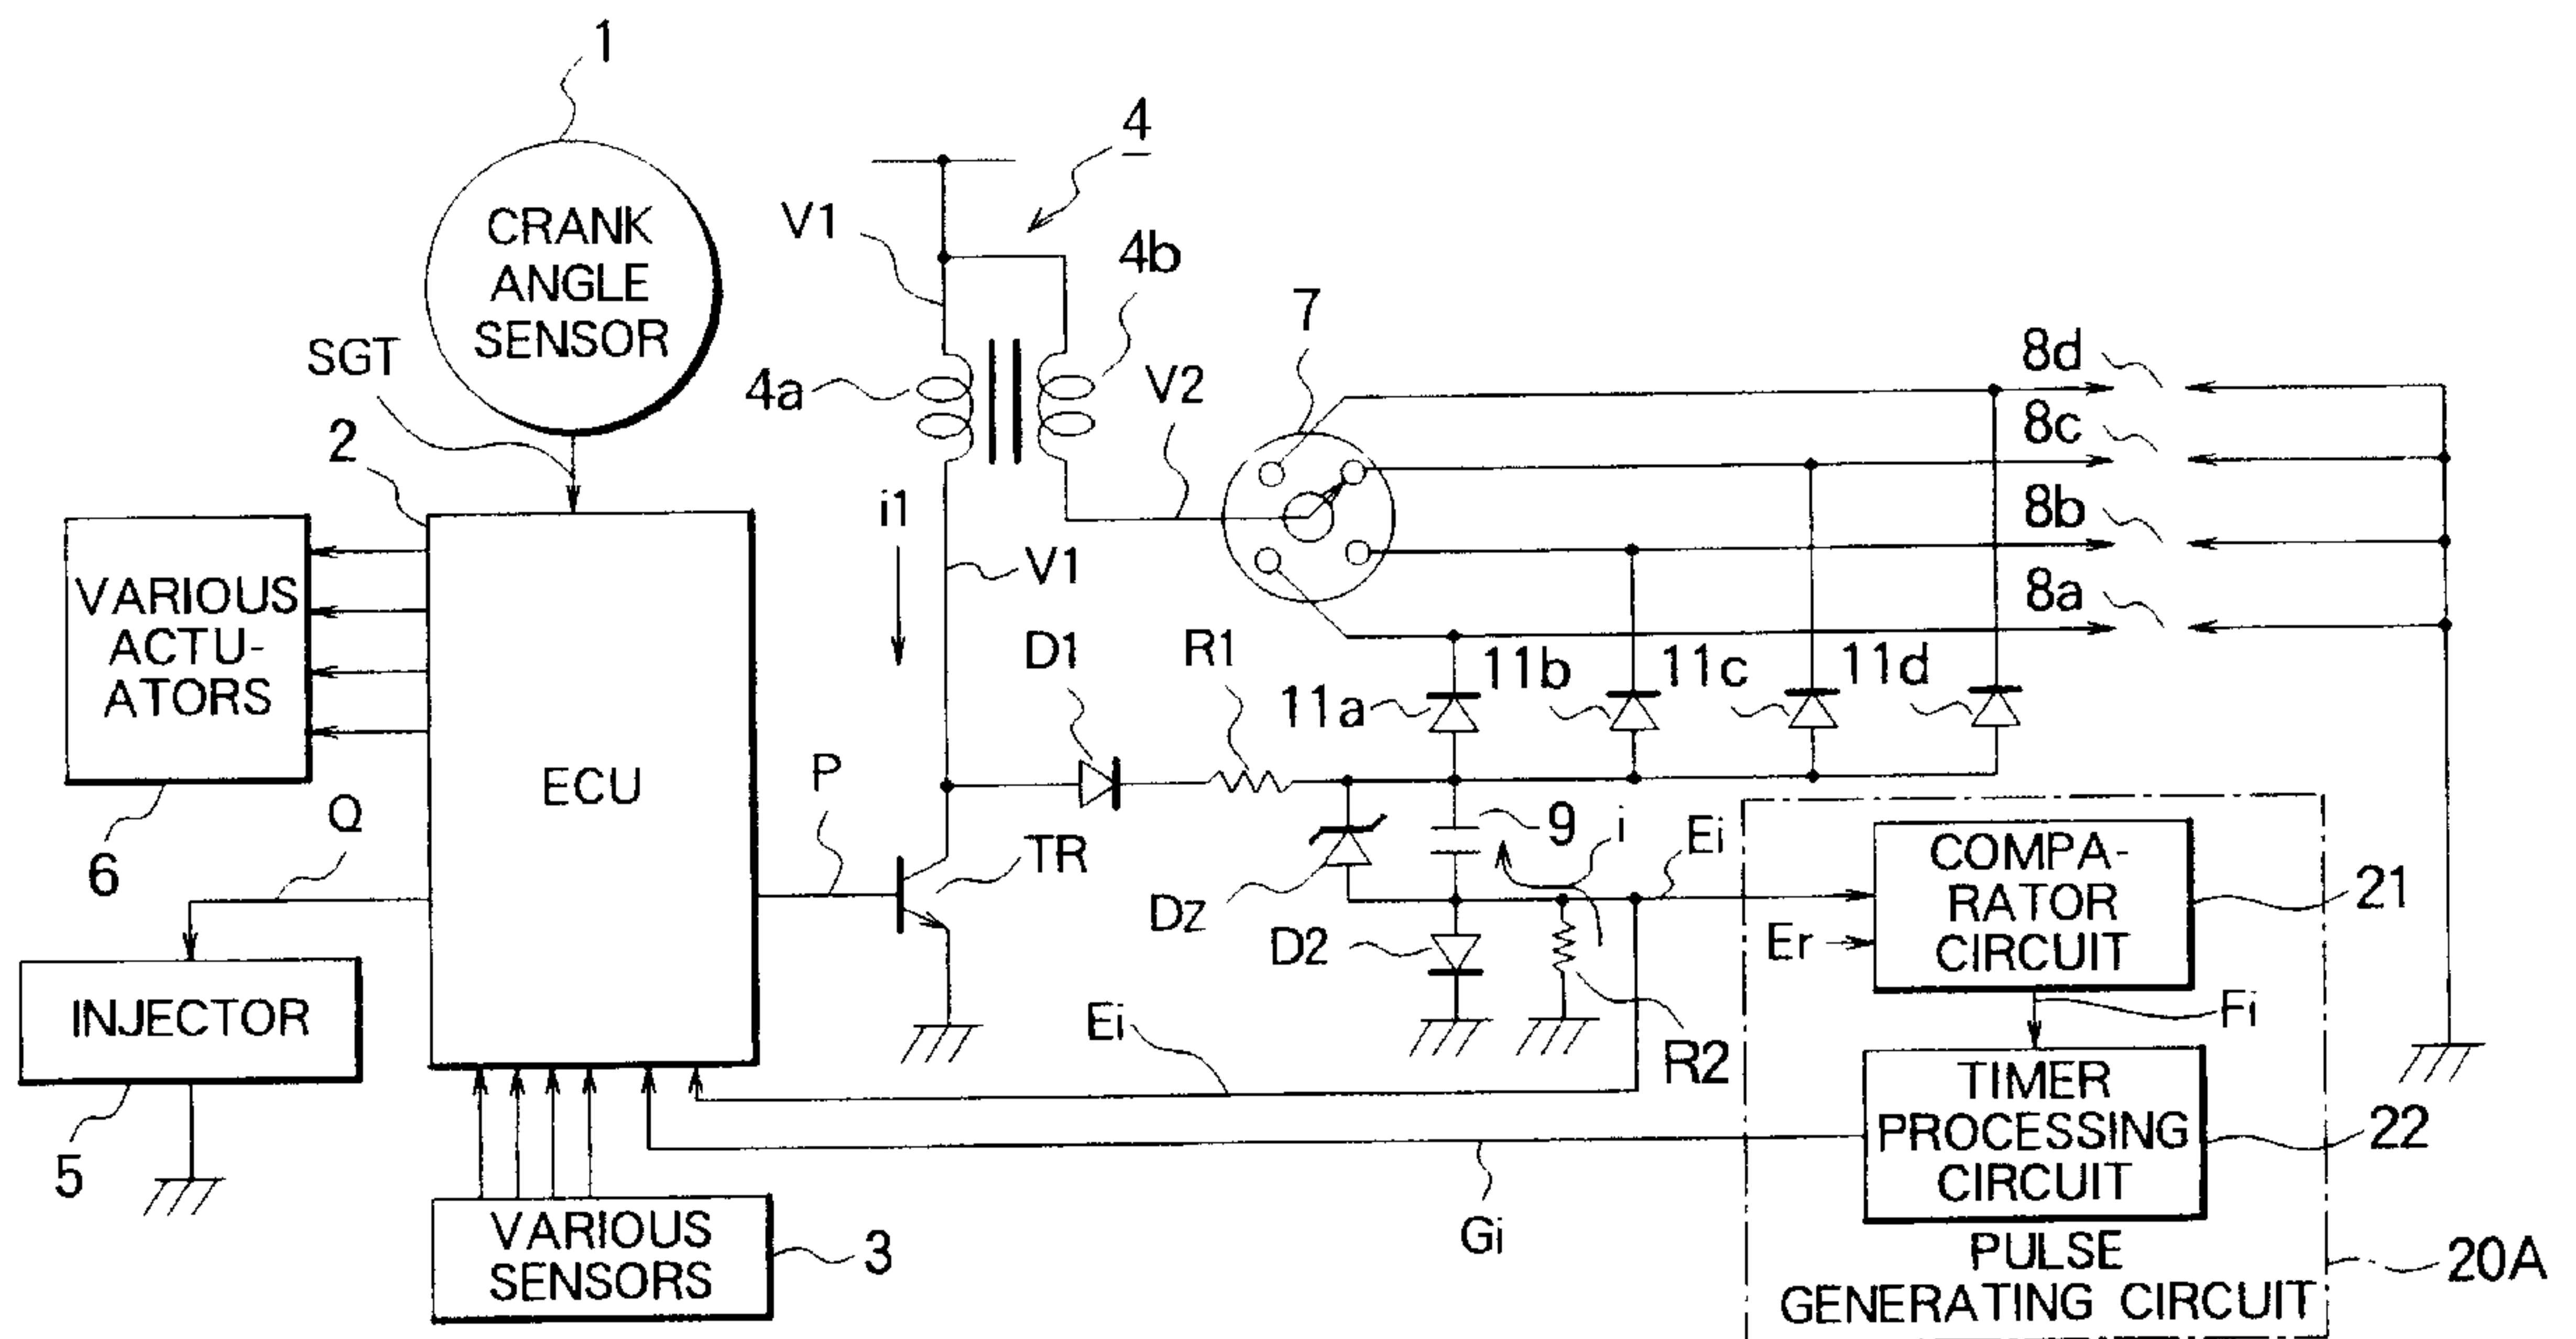 1
CRANK
ANGLE
SENSOR
SGT
2
4
V1
4b
4a
V2
7
i1
V1
8d
8c
8b
8a
VARIOUS
ACTU-
ATORS
6
Q
ECU
P
TR
D1
R1
11a
11b
11c
11d
9
i
Ei
DZ
D2
R2
Er
COMPA-
RATOR
CIRCUIT
21
Fi
TIMER
PROCESSING
CIRCUIT
22
PULSE
GENERATING CIRCUIT
20A
INJECTOR
5
Ei
Gi
VARIOUS
SENSORS
3